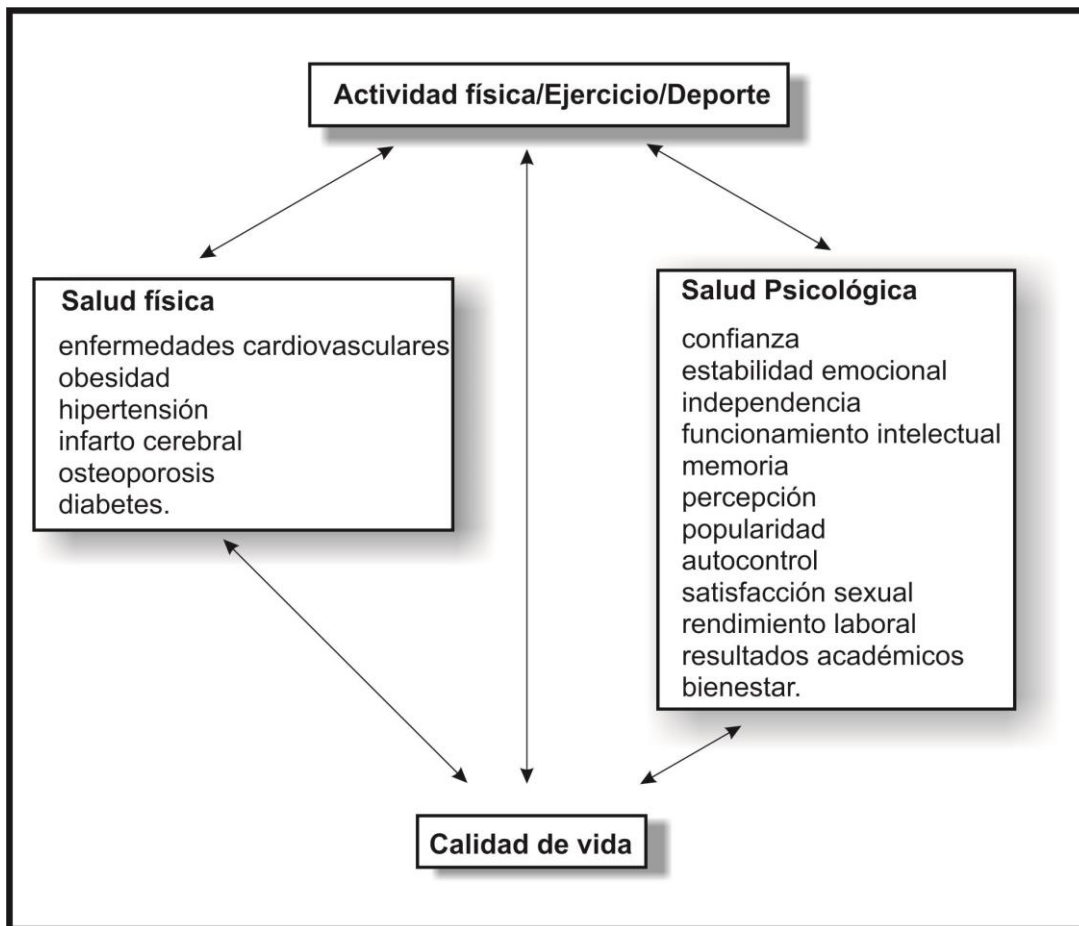 Actividad física/Ejercicio/Deporte
Salud física
enfermedades cardiovasculares
obesidad
hipertensión
infarto cerebral
osteoporosis
diabetes.
Salud Psicológica
confianza
estabilidad emocional
independencia
funcionamiento intelectual
memoria
percepción
popularidad
autocontrol
satisfacción sexual
rendimiento laboral
resultados académicos
bienestar.
Calidad de vida